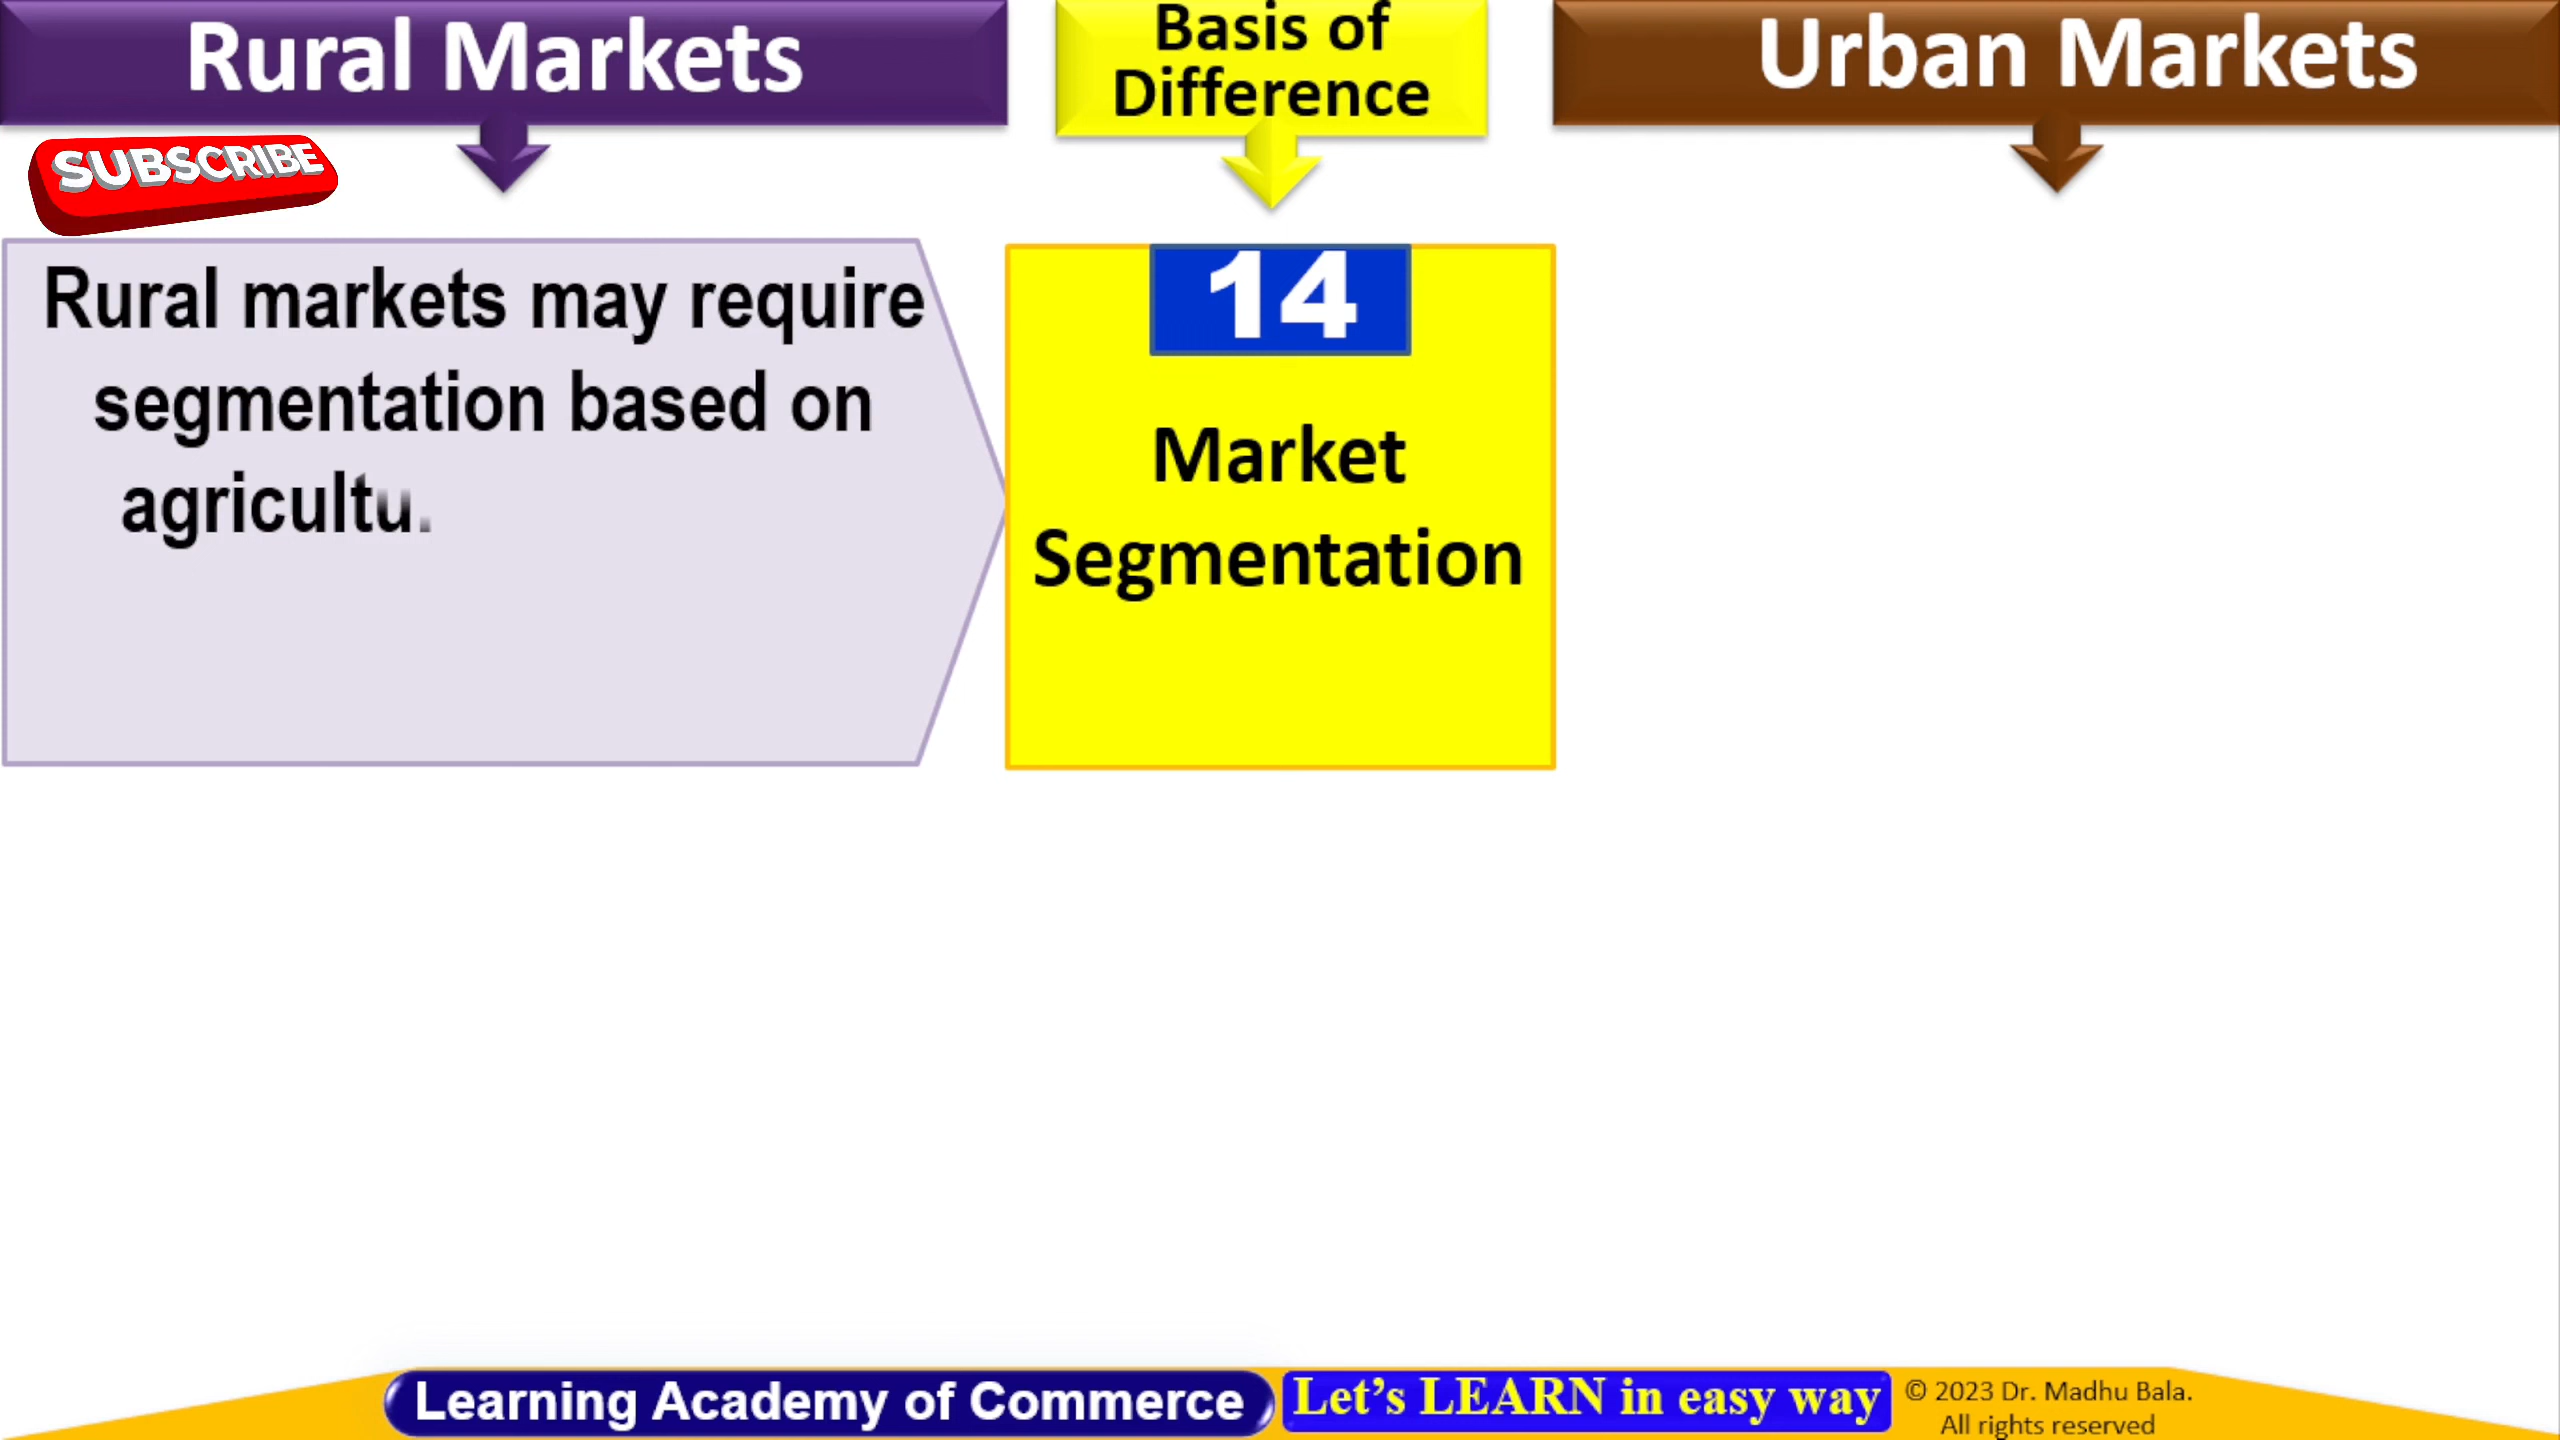 Rural Markets
Basis of
Difference
Urban Markets
SUBSCRIBE
Rural markets may require
segmentation based on
agricultu.
14
Market
Segmentation
Learning Academy of Commerce
Let's LEARN in easy way
© 2023 Dr. Madhu Bala.
All rights reserved